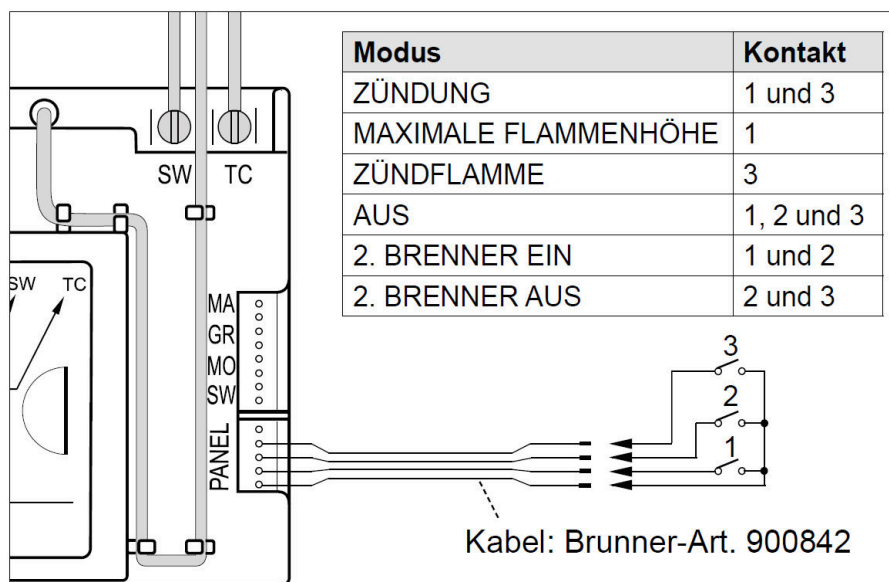 Modus Kontakt
ZÜNDUNG 1 und 3
MAXIMALE FLAMMENHÖHE 1
ZÜNDFLAMME 3
AUS 1, 2 und 3
2. BRENNER EIN 1 und 2
2. BRENNER AUS 2 und 3
SW TC
SW TC
MA
GR
MO
SW
PANEL
3
2
1
Kabel: Brunner-Art. 900842